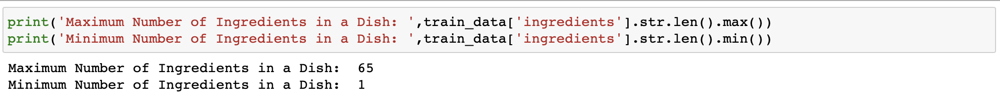 print('Maximum Number of Ingredients in a Dish: ',train_data['ingredients'].str.len().max())
print('Minimum Number of Ingredients in a Dish: ',train_data['ingredients'].str.len().min())
Maximum Number of Ingredients in a Dish:  65
Minimum Number of Ingredients in a Dish:  1